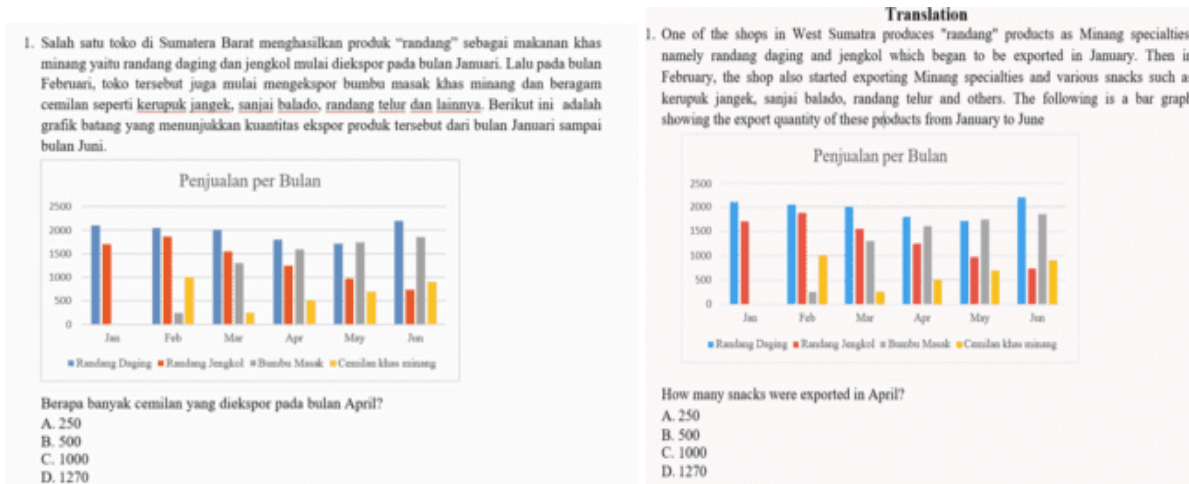 1. Salah satu toko di Sumatera Barat menghasilkan produk "randang" sebagai makanan khas
minang yaitu randang daging dan jengkol mulai diekspor pada bulan Januari. Lalu pada bulan
Februari, toko tersebut juga mulai mengekspor bumbu masak khas minang dan beragam
cemilan seperti kerupuk jangek, sanjai balado, randang telur dan lainnya. Berikut ini adalah
grafik batang yang menunjukkan kuantitas ekspor produk tersebut dari bulan Januari sampai
bulan Juni.
Penjualan per Bulan
2500
2000
1500
1000
500
0
Jan Feb Mar Apr May Jun
Randang Daging Randang Jengkol Bumbu Masak Cemilan khas minang
Berapa banyak cemilan yang diekspor pada bulan April?
A. 250
B. 500
C. 1000
D. 1270
Translation
1. One of the shops in West Sumatra produces "randang" products as Minang specialties
namely randang daging and jengkol which began to be exported in January. Then in
February, the shop also started exporting Minang specialties and various snacks such a
kerupuk jangek, sanjai balado, randang telur and others. The following is a bar grap
showing the export quantity of these products from January to June
Penjualan per Bulan
2500
2000
1500
1000
500
0
Jan Feb Mar Apr May Jun
Randang Daging Randang Jengkol Bumbu Masak Cemilan khas minang
How many snacks were exported in April?
A. 250
B. 500
C. 1000
D. 1270